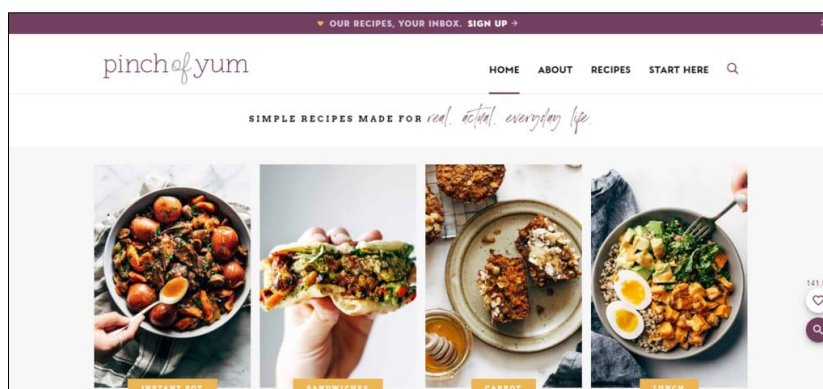 ♥ OUR RECIPES, YOUR INBOX. SIGN UP →
pinch of yum
HOME ABOUT RECIPES START HERE
SIMPLE RECIPES MADE FOR real. actual. everyday life.
INSTANT POT SANDWICHES CARROT LUNCH